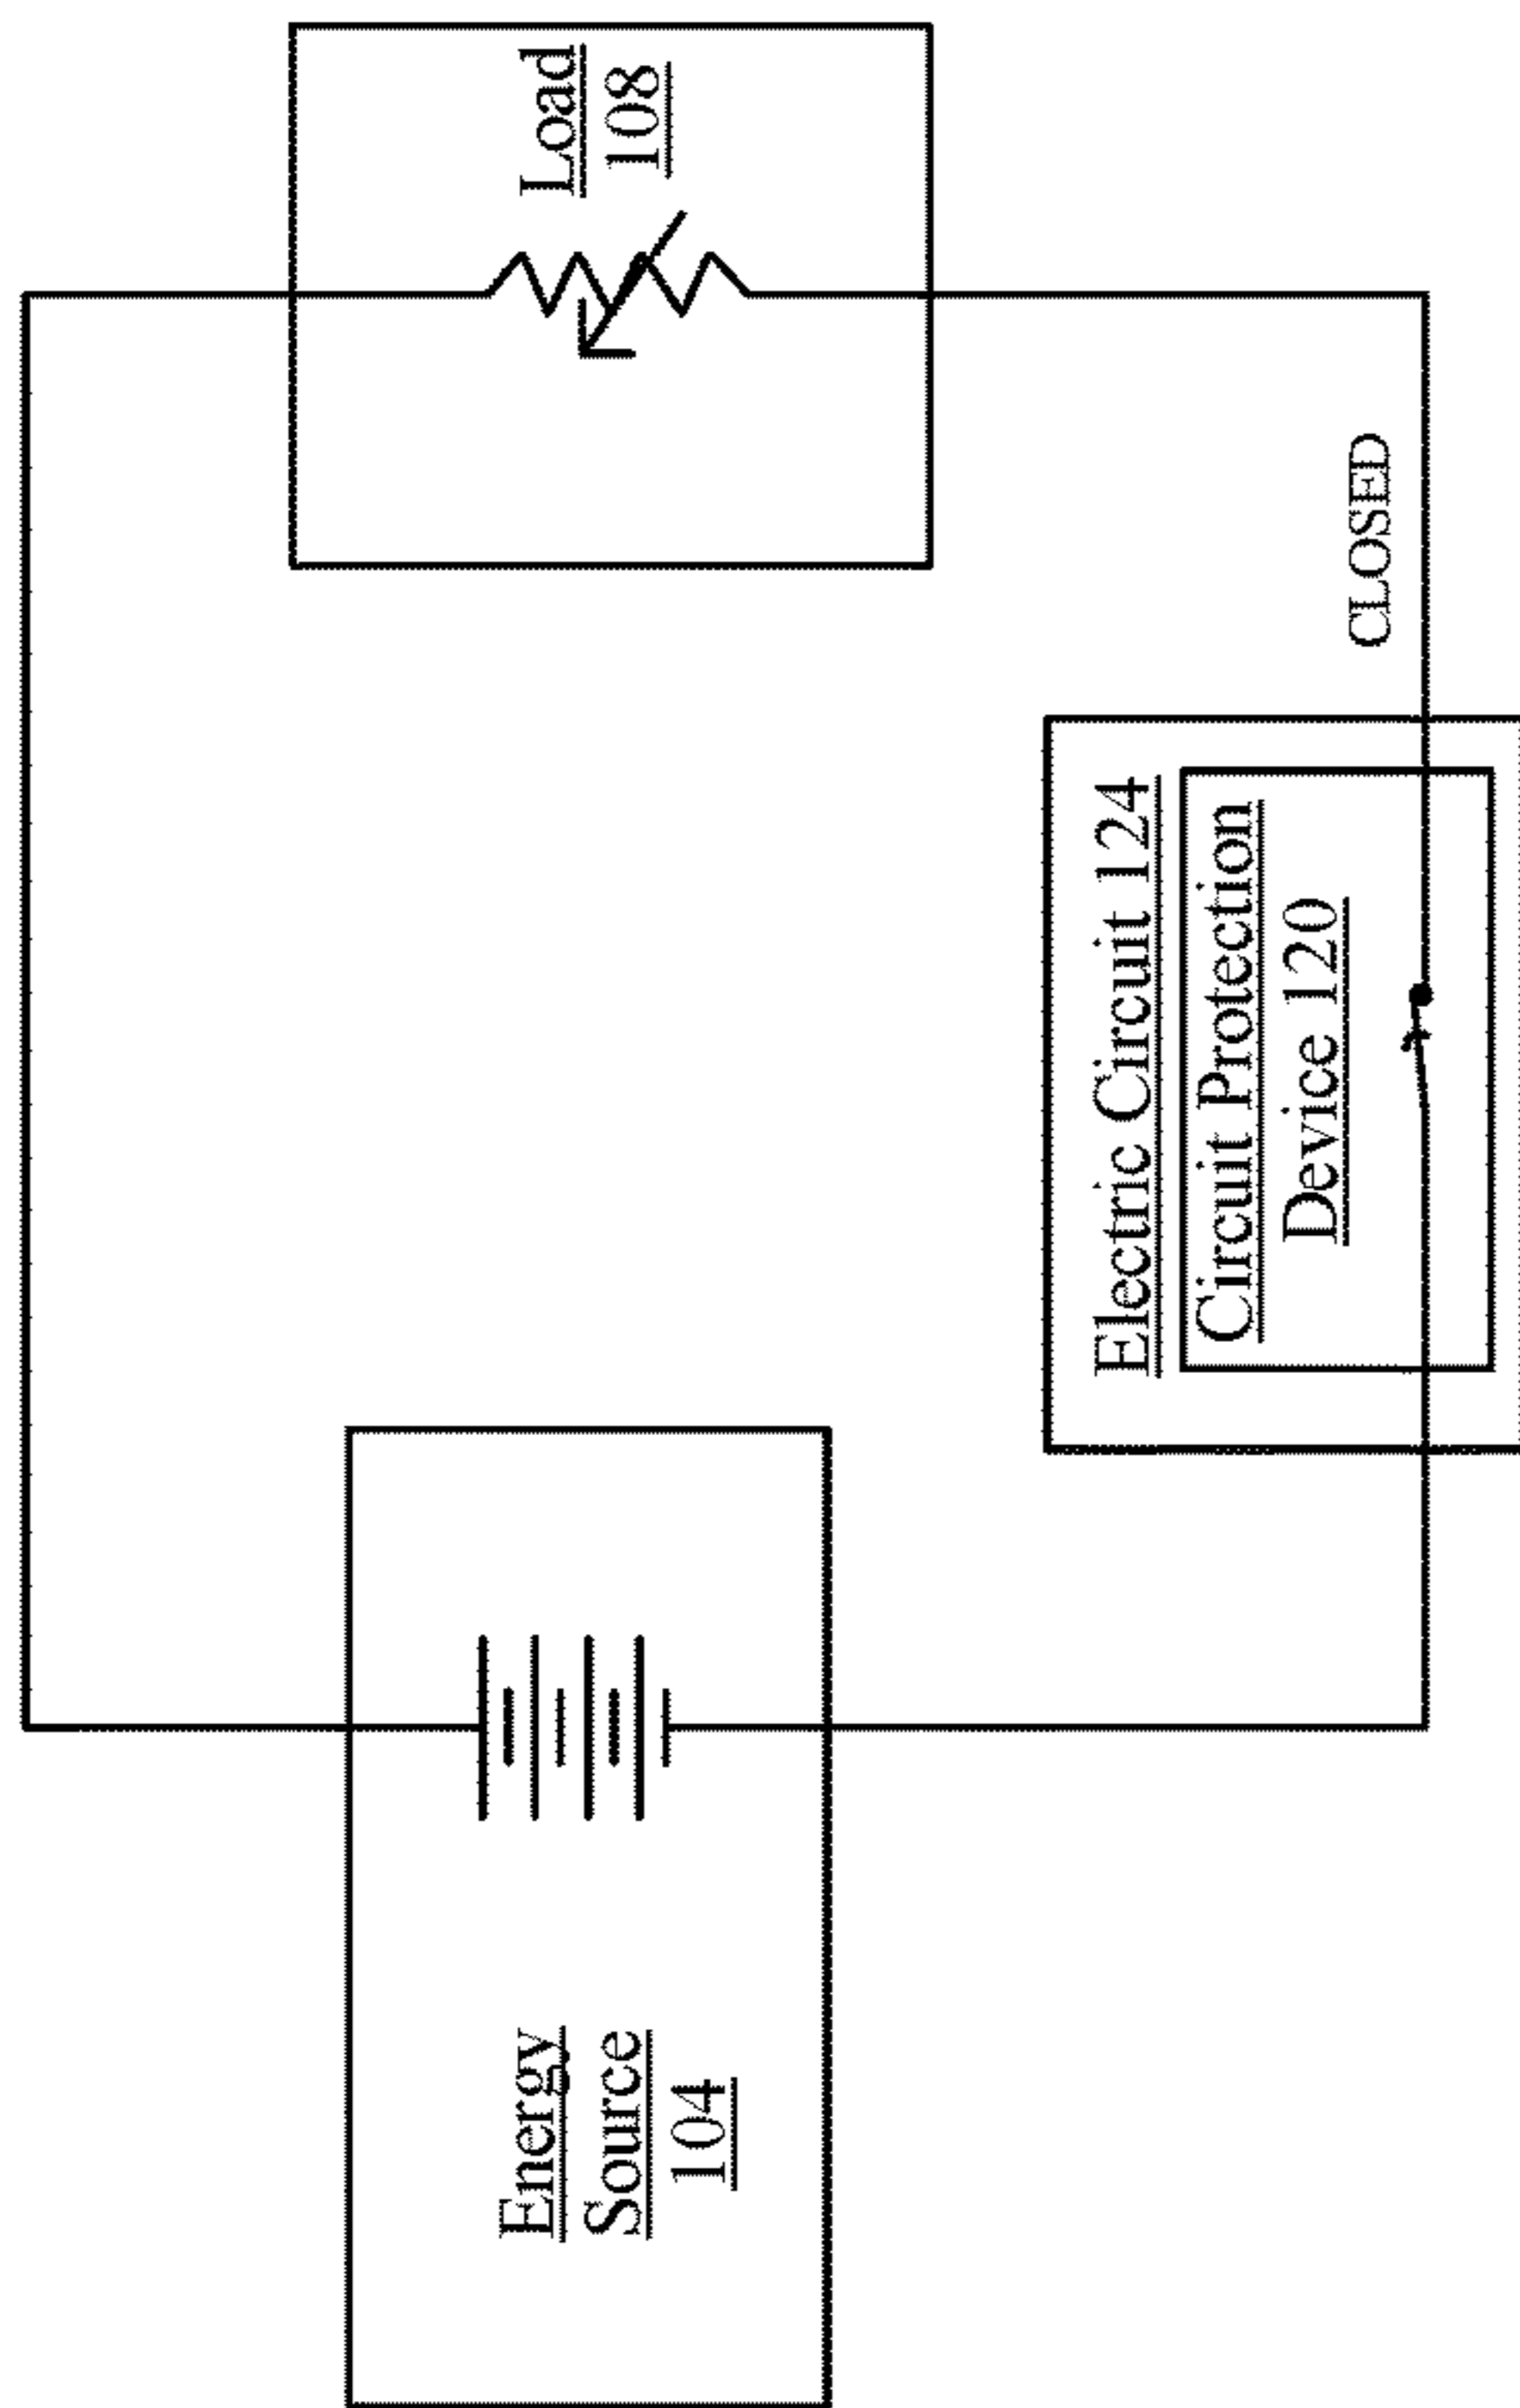 Energy
Source
104
Load
108
CLOSED
Electric Circuit 124
Circuit Protection
Device 120